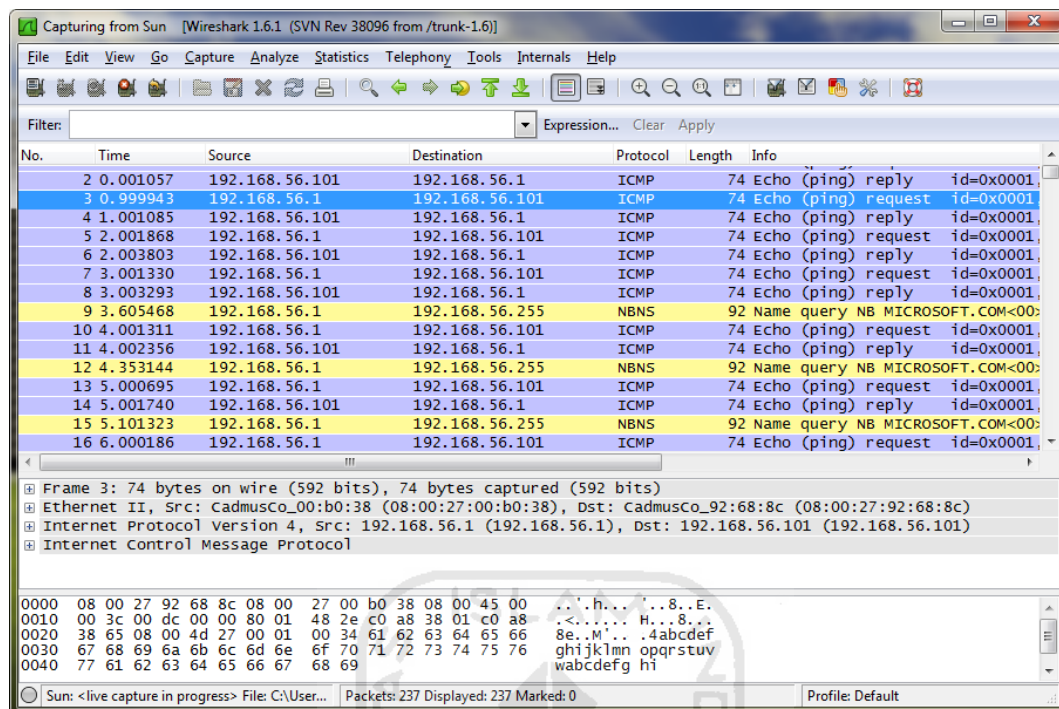 Capturing from Sun [Wireshark 1.6.1 (SVN Rev 38096 from /trunk-1.6)]
File Edit View Go Capture Analyze Statistics Telephony Tools Internals Help
Filter: Expression... Clear Apply
No. Time Source Destination Protocol Length Info
2 0.001057 192.168.56.101 192.168.56.1 ICMP 74 Echo (ping) reply id=0x0001,
3 0.999943 192.168.56.1 192.168.56.101 ICMP 74 Echo (ping) request id=0x0001,
4 1.001085 192.168.56.101 192.168.56.1 ICMP 74 Echo (ping) reply id=0x0001,
5 2.001868 192.168.56.1 192.168.56.101 ICMP 74 Echo (ping) request id=0x0001,
6 2.003803 192.168.56.101 192.168.56.1 ICMP 74 Echo (ping) reply id=0x0001,
7 3.001330 192.168.56.1 192.168.56.101 ICMP 74 Echo (ping) request id=0x0001,
8 3.003293 192.168.56.101 192.168.56.1 ICMP 74 Echo (ping) reply id=0x0001,
9 3.605468 192.168.56.1 192.168.56.255 NBNS 92 Name query NB MICROSOFT.COM<00>
10 4.001311 192.168.56.1 192.168.56.101 ICMP 74 Echo (ping) request id=0x0001,
11 4.002356 192.168.56.101 192.168.56.1 ICMP 74 Echo (ping) reply id=0x0001,
12 4.353144 192.168.56.1 192.168.56.255 NBNS 92 Name query NB MICROSOFT.COM<00>
13 5.000695 192.168.56.1 192.168.56.101 ICMP 74 Echo (ping) request id=0x0001,
14 5.001740 192.168.56.101 192.168.56.1 ICMP 74 Echo (ping) reply id=0x0001,
15 5.101323 192.168.56.1 192.168.56.255 NBNS 92 Name query NB MICROSOFT.COM<00>
16 6.000186 192.168.56.1 192.168.56.101 ICMP 74 Echo (ping) request id=0x0001,
Frame 3: 74 bytes on wire (592 bits), 74 bytes captured (592 bits)
Ethernet II, Src: CadmusCo_00:b0:38 (08:00:27:00:b0:38), Dst: CadmusCo_92:68:8c (08:00:27:92:68:8c)
Internet Protocol Version 4, Src: 192.168.56.1 (192.168.56.1), Dst: 192.168.56.101 (192.168.56.101)
Internet Control Message Protocol
ISLAM
0000 08 00 27 92 68 8c 08 00 27 00 b0 38 08 00 45 00 ..'.h... '..8..E.
0010 00 3c 00 dc 00 00 80 01 48 2e c0 a8 38 01 c0 a8 .<...... H...8...
0020 38 65 08 00 4d 27 00 01 00 34 61 62 63 64 65 66 8e..M'.. .4abcdef
0030 67 68 69 6a 6b 6c 6d 6e 6f 70 71 72 73 74 75 76 ghijklmn opqrstuv
0040 77 61 62 63 64 65 66 67 68 69 wabcdefg hi
Sun: <live capture in progress> File: C:\User... Packets: 237 Displayed: 237 Marked: 0 Profile: Default